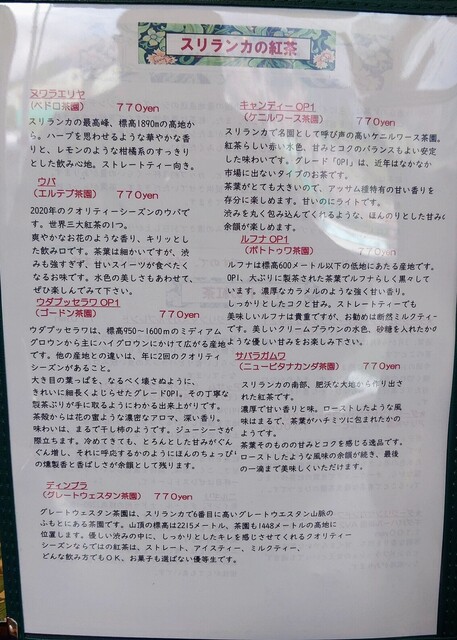 スリランカの紅茶
ヌワラエリヤ
(ペドロ茶園) 770yen
スリランカの最高峰、標高1890mの高地か
ら。ハーブを思わせるような華やかな香
りと、レモンのような柑橘系のすっきり
とした飲み心地。ストレートティー向き。
ウバ
(エルテブ茶園) 770yen
2020年のクオリティーシーズンのウバで
す。世界三大紅茶の1つ。
爽やかなお花のような香り、キリッとし
た飲み口です。茶葉は細かいですが、渋
みも強すぎず、甘いスイーツが食べたく
なるお味です。水色の美しさもあわせて、
ぜひ楽しんでみて下さい。
ウダプッセラワ OP1
(ゴードン茶園) 770yen
ウダプッセラワは、標高950~1600mのミディアム
グロウンから主にハイグロウンにかけて広がる産地
です。他の産地との違いは、年に2回のクオリティ
シーズンがあること。
大き目の葉っぱを、なるべく壊さぬように、
きれいに細長くよじらせたグレードOP1。その丁寧な
製茶ぶりが手に取るようにわかる出来上がりです。
茶殻からは花の蜜ような濃密なアロマ、深い香り。
味わいは、まるで干し柿のようです。ジューシーさが
際立ちます。冷めてきても、とろんとした甘みがぐん
ぐん増し、それに呼応するかのようにほんのちょっぴり
の燻製香と香ばしさが余韻として残ります。
ディンブラ
(グレートウェスタン茶園) 770yen
グレートウェスタン茶園は、スリランカで6番目に高いグレートウエスタン山脈の
ふもとにある茶園です。山頂の標高は2215メートル、茶園も1448メートルの高地に
位置します。優しい渋みの中に、しっかりとしたキレを感じさせてくれるクオリティー
シーズンならではの紅茶は、ストレート、アイスティー、ミルクティー、
どんな飲み方でもOK。お菓子も選ばない優等生です。
キャンディー OP1
(ケニルワース茶園) 770yen
スリランカで名園として呼び声の高いケニルワース茶園。
紅茶らしい赤い水色、甘みとコクのバランスもよい安定
した味わいです。グレード「OP1」は、近年はなかなか
市場に出ないタイプのお茶です。
茶葉がとても大きいので、アッサム種特有の甘い香りを
存分に楽しめます。甘いのにライトです。
渋みを丸く包み込んでくれるような、ほんのりとした甘みの
余韻が楽しめます。
ルフナ OP1
(ポトトゥワ茶園) 770yen
ルフナは標高600メートル以下の低地にあたる産地です。
OP1、大ぶりに製茶された茶葉でルフナらしく黒々して
います。濃厚なカラメルのような強く甘い香り。
しっかりとしたコクと甘み。ストレートティーでも
美味しいルフナは貴重ですが、お勧めは断然ミルクティー
です。美しいクリームブラウンの水色、砂糖を入れたかの
ような優しい甘みをお楽しみ下さい。
サバラガムワ
(ニュービタナカンダ茶園) 770yen
スリランカの南部、肥沃な大地から作り出さ
れた紅茶です。
濃厚で甘い香りと味。ローストしたような風
味はまるで、茶葉がハチミツに包まれたかの
ようです。
茶葉そのものの甘みとコクを感じる逸品です。
ローストしたような風味の余韻が続き、最後
の一滴まで美味しくいただけます。